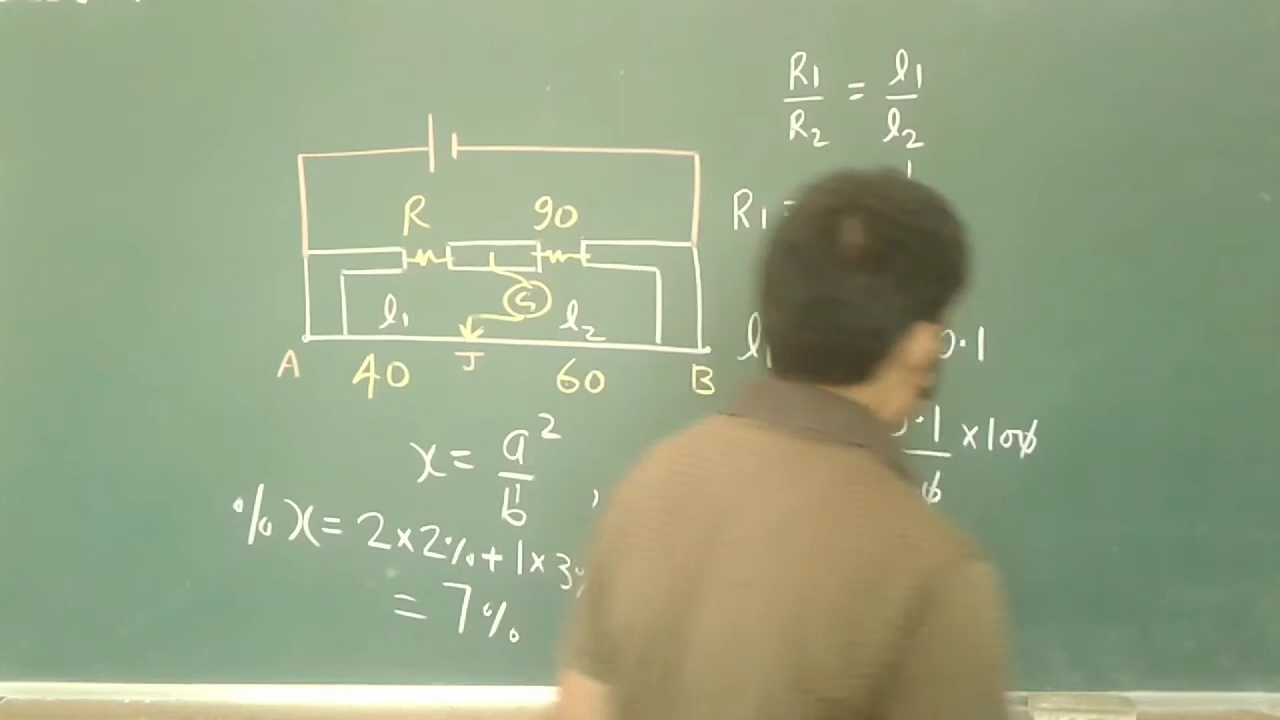 R 90
G
l₁ l₂
A 40 J 60 B
x = a²/b ,
% x = 2×2% + 1×3
= 7%
R₁/R₂ = l₁/l₂
R₁ =
l₁ 0.1
.1 ×100